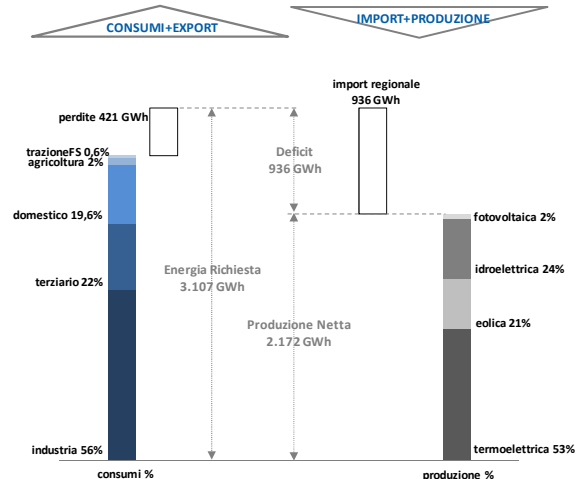 CONSUMI+EXPORT
IMPORT+PRODUZIONE
import regionale
936 GWh
perdite 421 GWh
trazioneFS 0,6%
agricoltura 2%
Deficit
936 GWh
domestico 19,6%
fotovoltaica 2%
Energia Richiesta
3.107 GWh
idroelettrica 24%
terziario 22%
Produzione Netta
2.172 GWh
eolica 21%
industria 56%
termoelettrica 53%
consumi %
produzione %